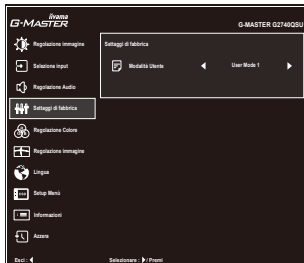 iiyama
G-MASTER
G-MASTER G2740QSU
Regolazione immagine
Selezione input
Regolazione Audio
Settaggi di fabbrica
Regolazione Colore
Regolazione immagine
Lingua
Setup Menù
Informazioni
Azzera
Settaggi di fabbrica
Modalità Utente
User Mode 1
Esci :
Selezionare : / Premi